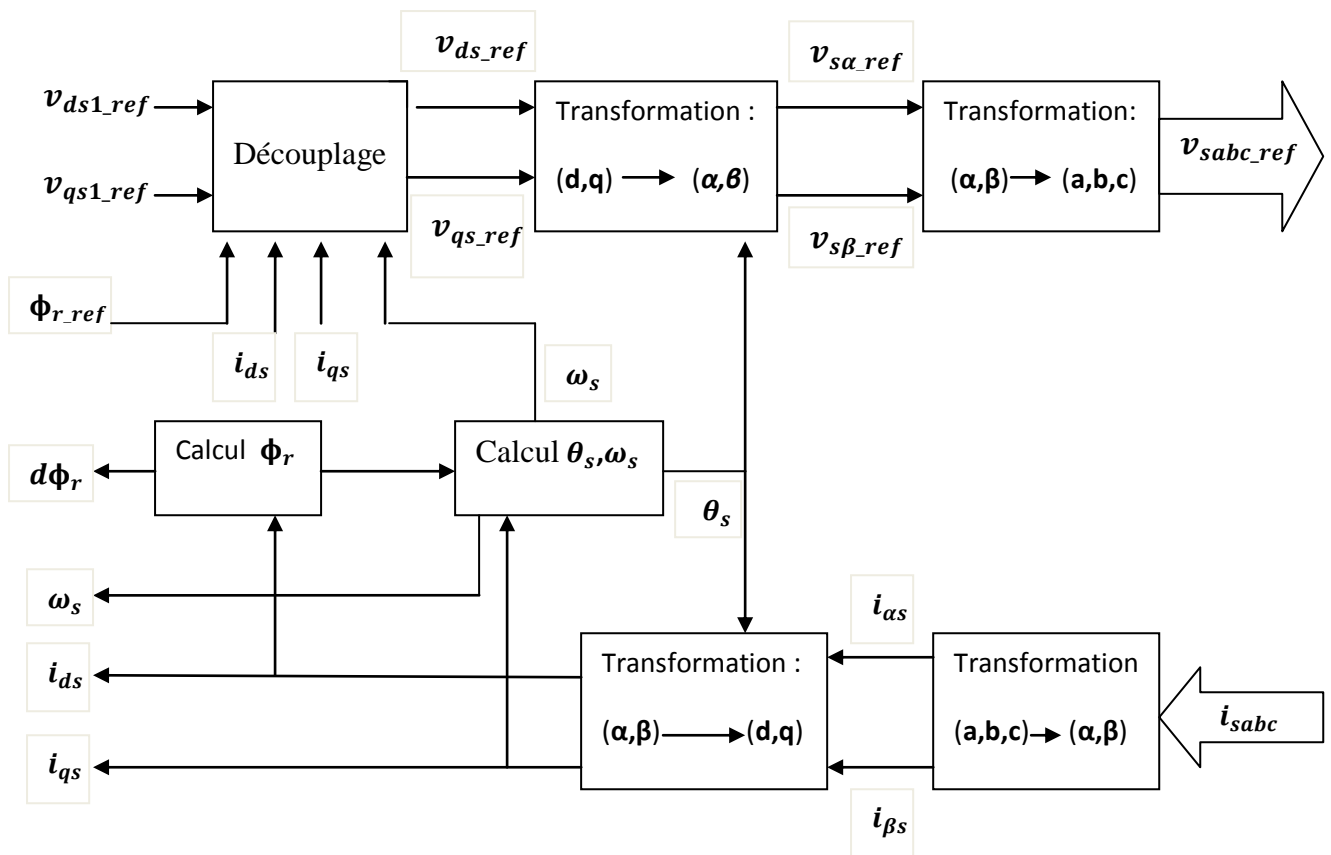 v_ds_ref
v_sα_ref
v_ds1_ref
Découplage
Transformation :
Transformation:
v_sabc_ref
v_qs1_ref
(d,q) → (α,β)
(α,β) → (a,b,c)
v_qs_ref
v_sβ_ref
ϕ_r_ref
i_ds
i_qs
ω_s
dϕ_r
Calcul ϕ_r
Calcul θ_s,ω_s
θ_s
ω_s
i_αs
i_ds
Transformation :
Transformation
i_sabc
(α,β) → (d,q)
(a,b,c) → (α,β)
i_qs
i_βs